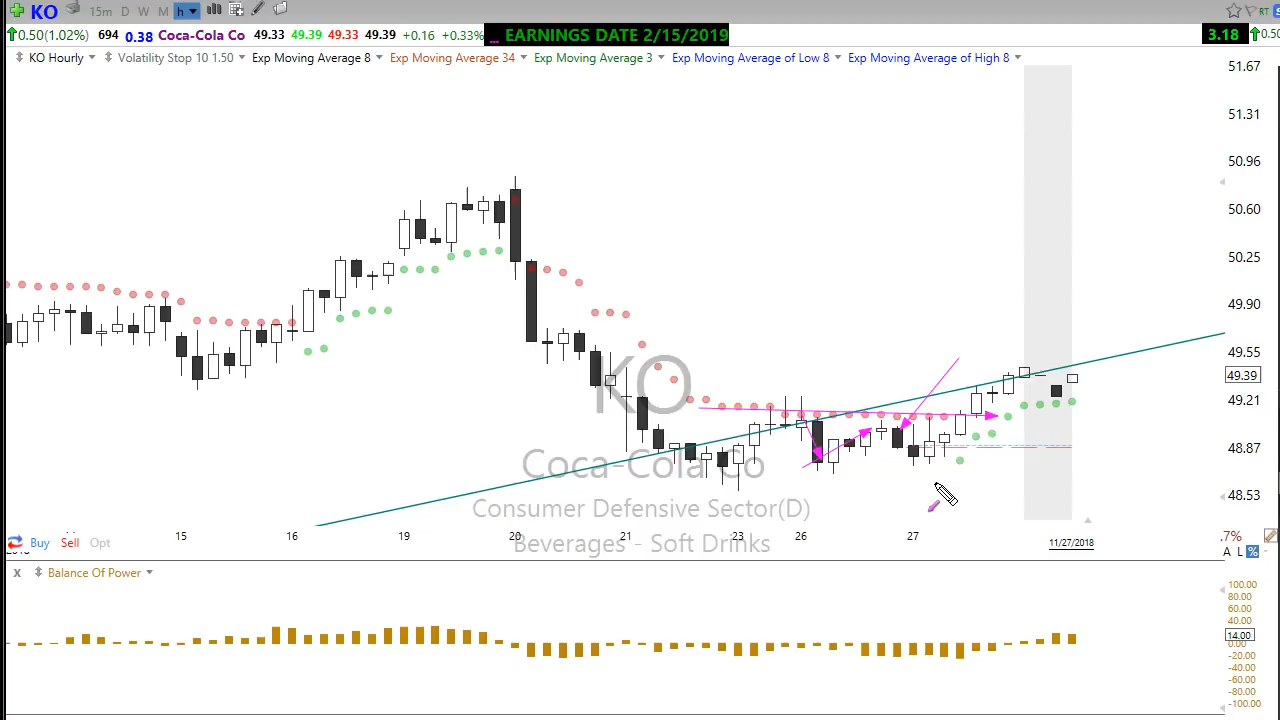 KO 15m D W M h RT
0.50(1.02%) 694 0.38 Coca-Cola Co 49.33 49.39 49.33 49.39 +0.16 +0.33% ... EARNINGS DATE 2/15/2019 3.18 0.50
KO Hourly Volatility Stop 10 1.50 Exp Moving Average 8 Exp Moving Average 34 Exp Moving Average 3 Exp Moving Average of Low 8 Exp Moving Average of High 8
51.67
51.31
50.96
50.60
50.25
49.90
49.55
49.39
49.21
48.87
48.53
KO
Coca-Cola Co
Consumer Defensive Sector(D)
Beverages - Soft Drinks
15 16 19 20 21 23 26 27 11/27/2018
Buy Sell Opt
.7%
A L %
X Balance Of Power
100.00
80.00
60.00
40.00
14.00
0.00
-20.00
-40.00
-60.00
-80.00
-100.00